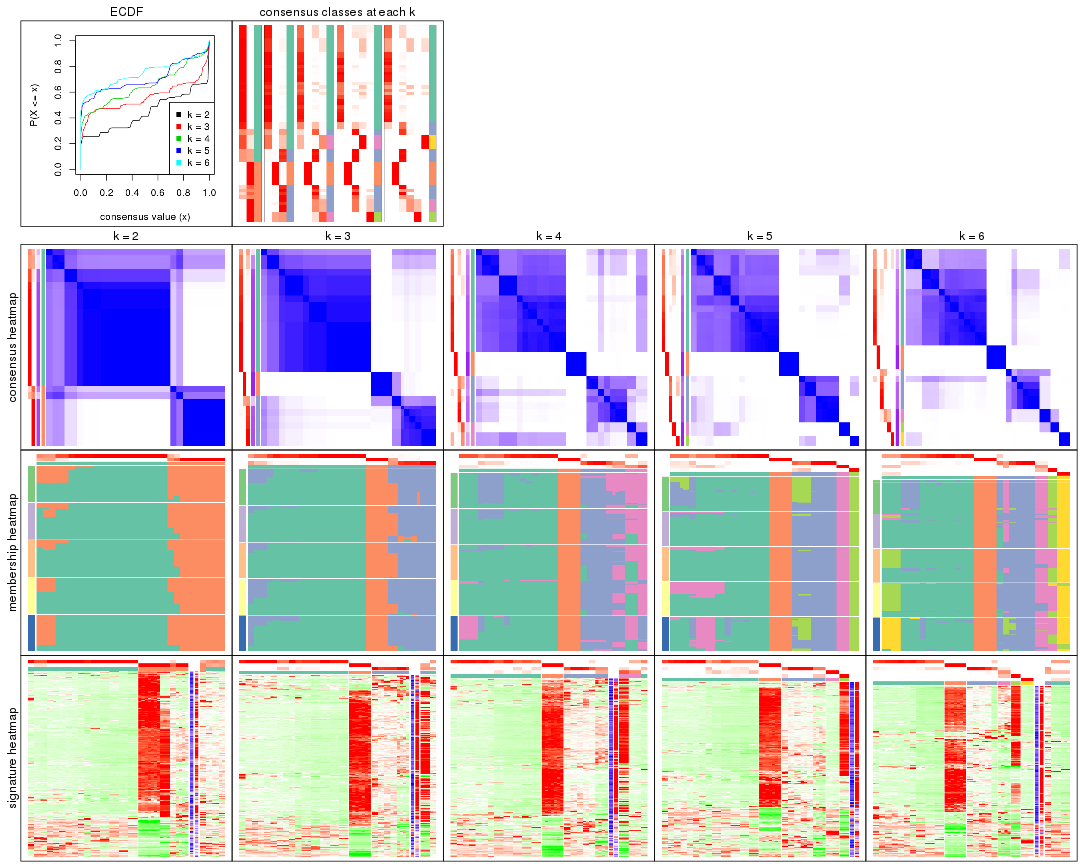 ECDF
consensus classes at each k
P(X <= x)
1.0
0.8
0.6
0.4
0.2
0.0
k = 2
k = 3
k = 4
k = 5
k = 6
0.0 0.2 0.4 0.6 0.8 1.0
consensus value (x)
k = 2
k = 3
k = 4
k = 5
k = 6
consensus heatmap
membership heatmap
signature heatmap